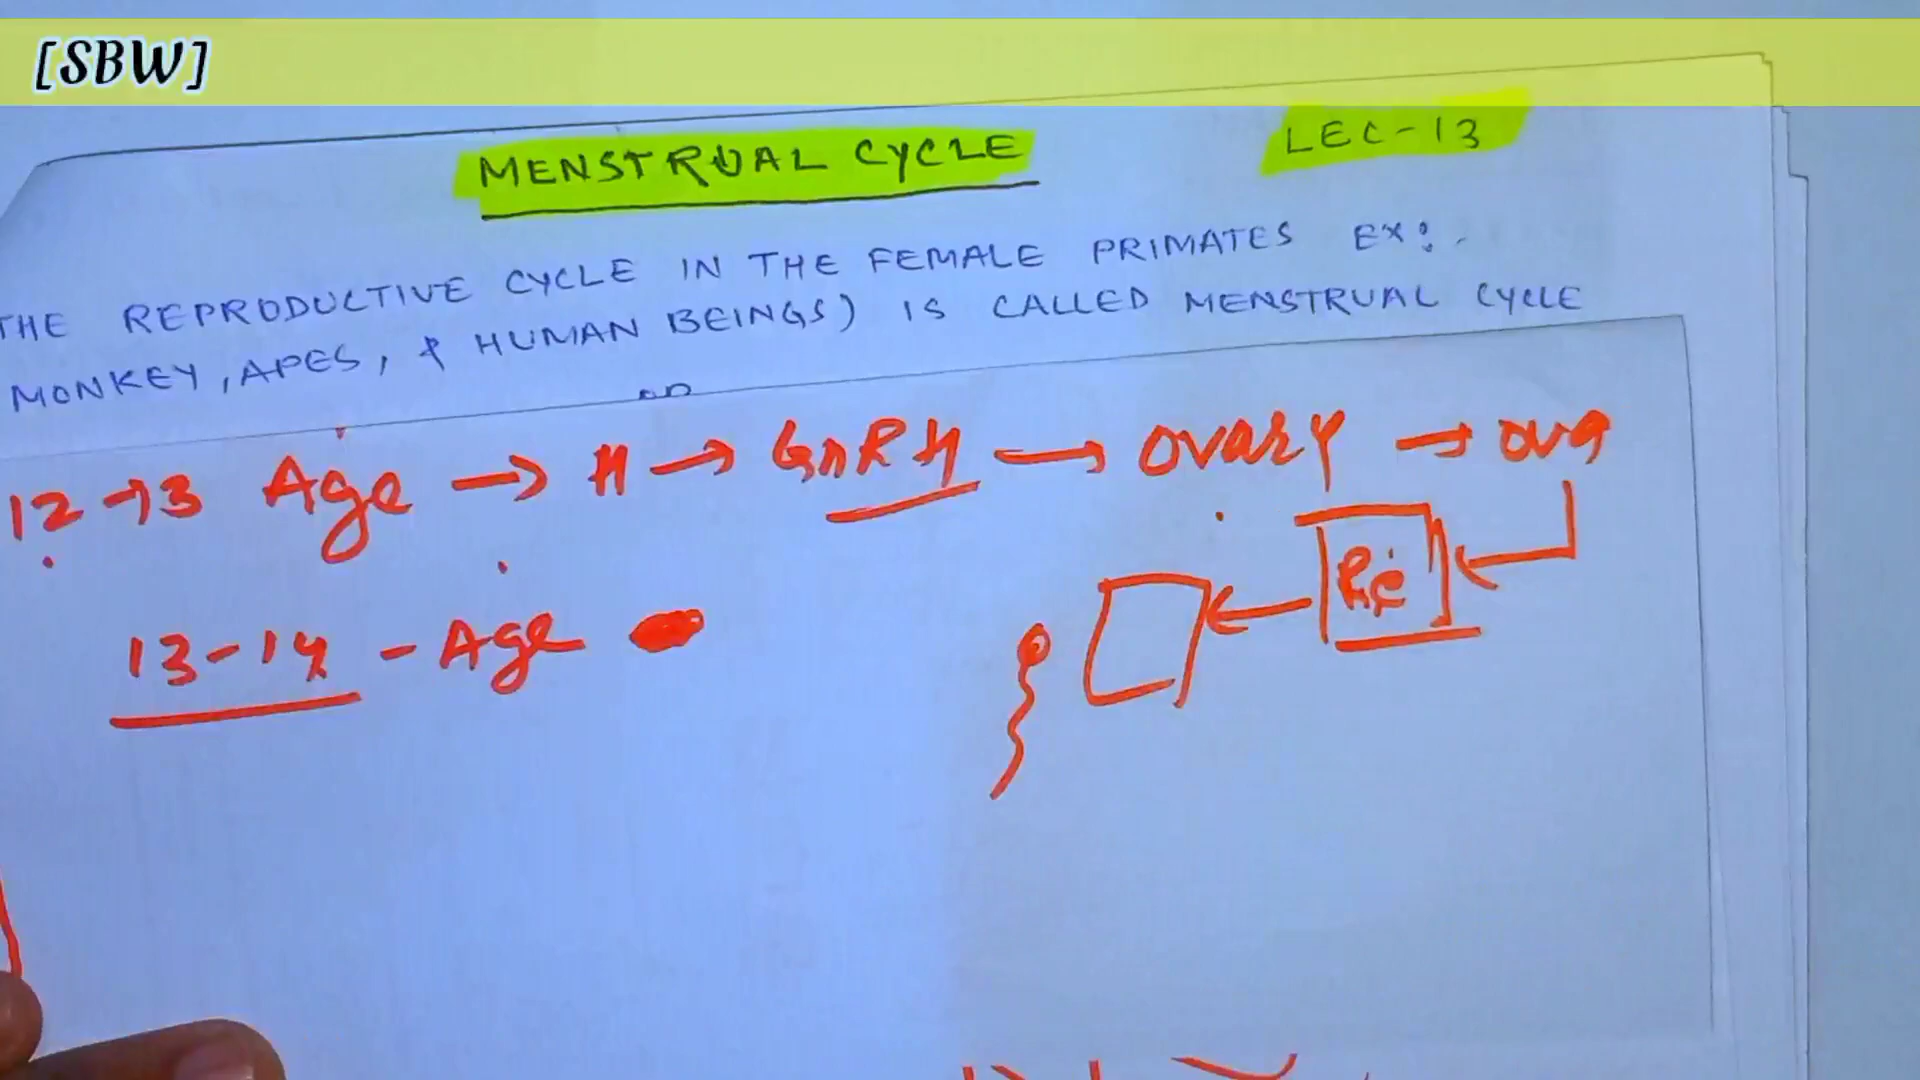 [SBW]
MENSTRUAL CYCLE
LEC-13
THE REPRODUCTIVE CYCLE IN THE FEMALE PRIMATES EX:-
MONKEY, APES, & HUMAN BEINGS) IS CALLED MENSTRUAL CYCLE
12 → 13 Age → H → GnRH → ovary → ova
13-14 - Age